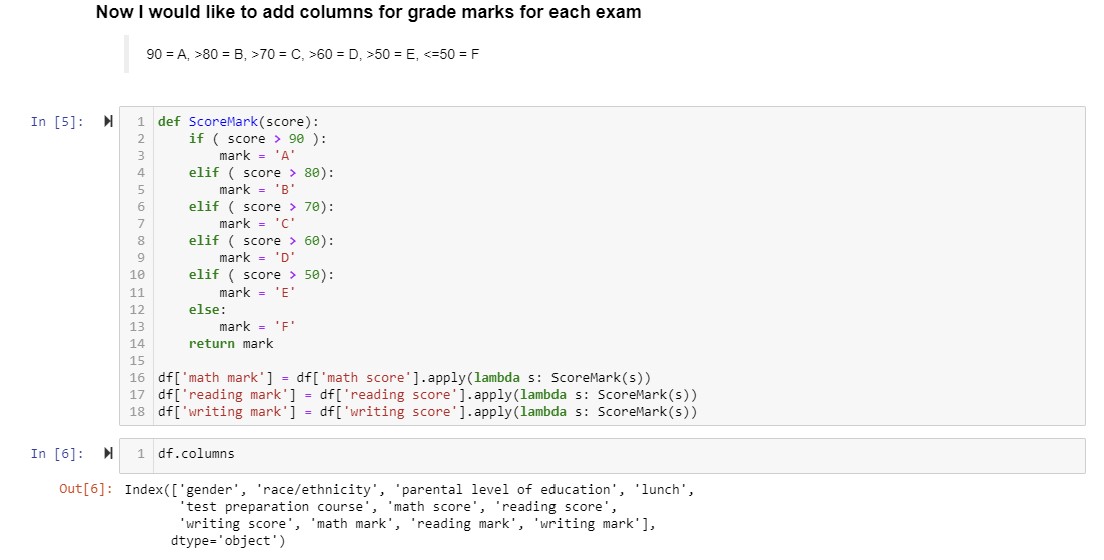 Now I would like to add columns for grade marks for each exam
90 = A, >80 = B, >70 = C, >60 = D, >50 = E, <=50 = F
In [5]:
1 def ScoreMark(score):
2     if ( score > 90 ):
3         mark = 'A'
4     elif ( score > 80):
5         mark = 'B'
6     elif ( score > 70):
7         mark = 'C'
8     elif ( score > 60):
9         mark = 'D'
10     elif ( score > 50):
11         mark = 'E'
12     else:
13         mark = 'F'
14     return mark
15
16 df['math mark'] = df['math score'].apply(lambda s: ScoreMark(s))
17 df['reading mark'] = df['reading score'].apply(lambda s: ScoreMark(s))
18 df['writing mark'] = df['writing score'].apply(lambda s: ScoreMark(s))
In [6]: 1 df.columns
Out[6]: Index(['gender', 'race/ethnicity', 'parental level of education', 'lunch',
'test preparation course', 'math score', 'reading score',
'writing score', 'math mark', 'reading mark', 'writing mark'],
dtype='object')